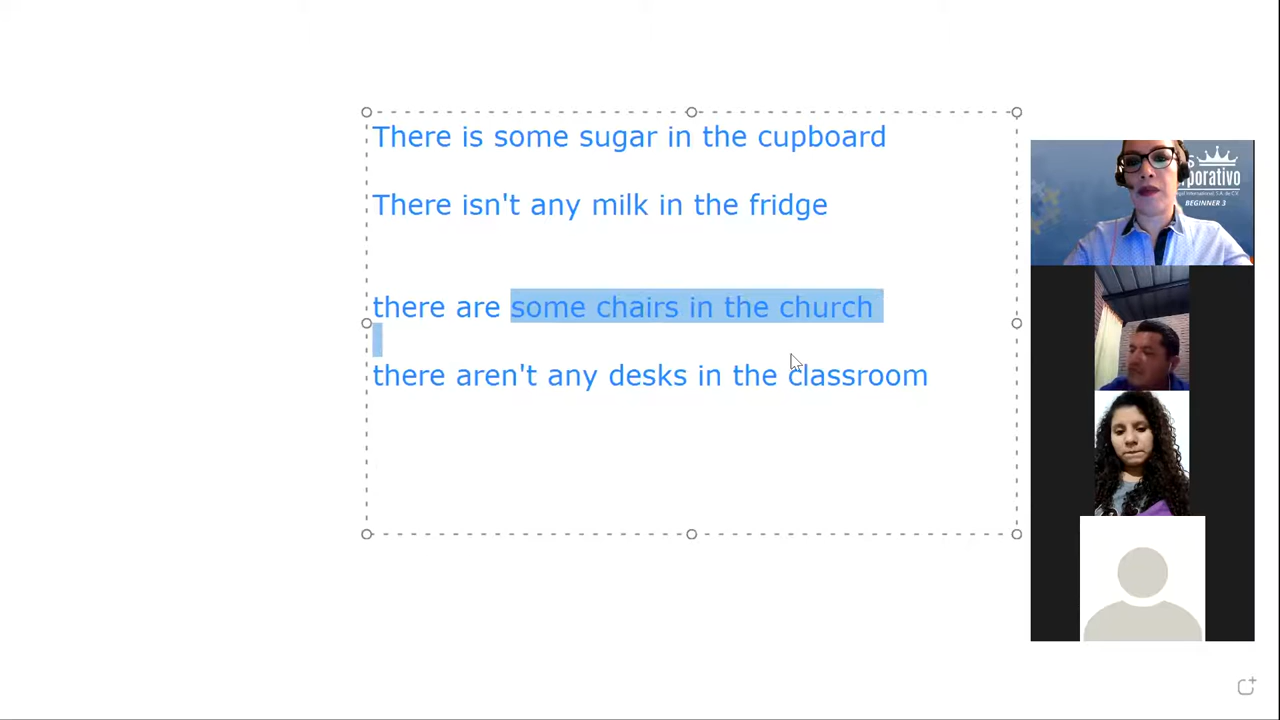 There is some sugar in the cupboard
There isn't any milk in the fridge
there are some chairs in the church
there aren't any desks in the classroom
BEGINNER 3